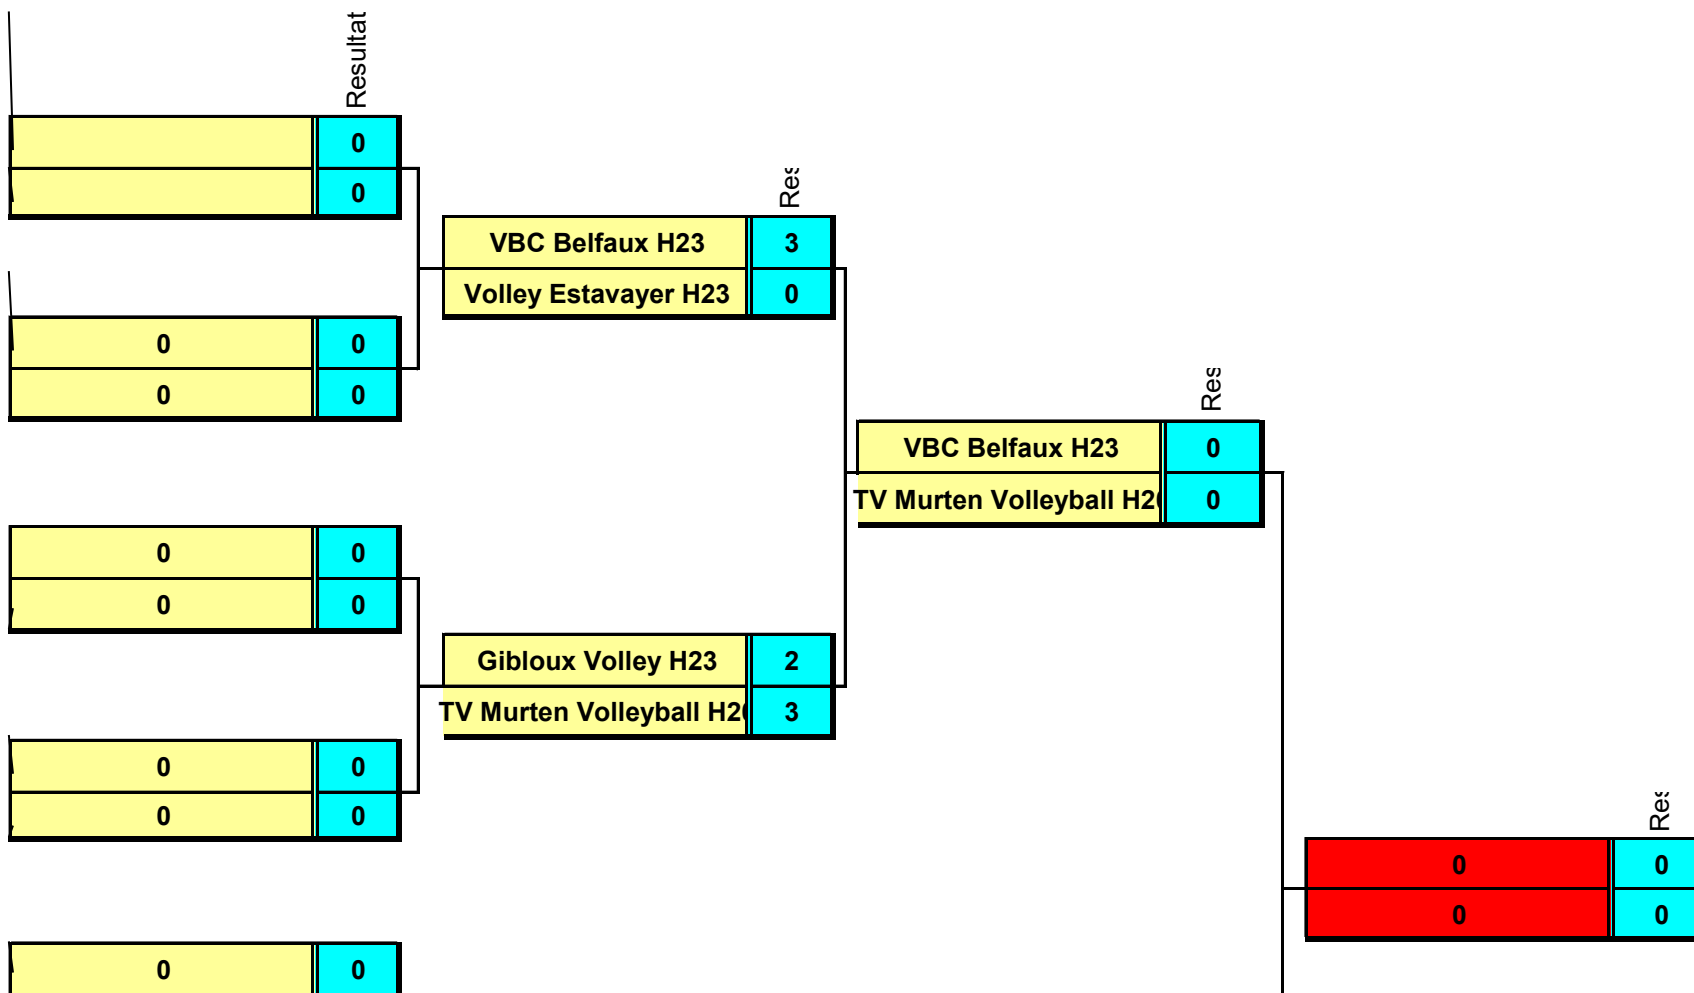 Resultat
0
0
Res
VBC Belfaux H23 3
Volley Estavayer H23 0
0 0
0 0
Res
VBC Belfaux H23 0
TV Murten Volleyball H20 0
0 0
0 0
Gibloux Volley H23 2
TV Murten Volleyball H20 3
0 0
0 0
Res
0 0
0 0
0 0